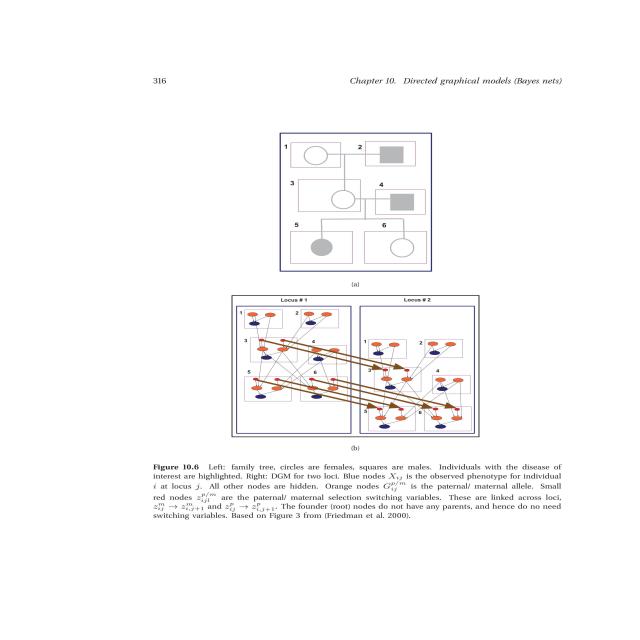 316
Chapter 10. Directed graphical models (Bayes nets)
1
2
3
4
5
6
(a)
Locus # 1
Locus # 2
1
2
3
4
5
6
1
2
3
4
5
6
(b)
Figure 10.6 Left: family tree, circles are females, squares are males. Individuals with the disease of
interest are highlighted. Right: DGM for two loci. Blue nodes X_{ij} is the observed phenotype for individual
i at locus j. All other nodes are hidden. Orange nodes G_{ij}^{p/m} is the paternal/ maternal allele. Small
red nodes z_{ijl}^{p/m} are the paternal/ maternal selection switching variables. These are linked across loci,
z_{ij}^{m} → z_{i,j+1}^{m} and z_{ij}^{p} → z_{i,j+1}^{p}. The founder (root) nodes do not have any parents, and hence do no need
switching variables. Based on Figure 3 from (Friedman et al. 2000).